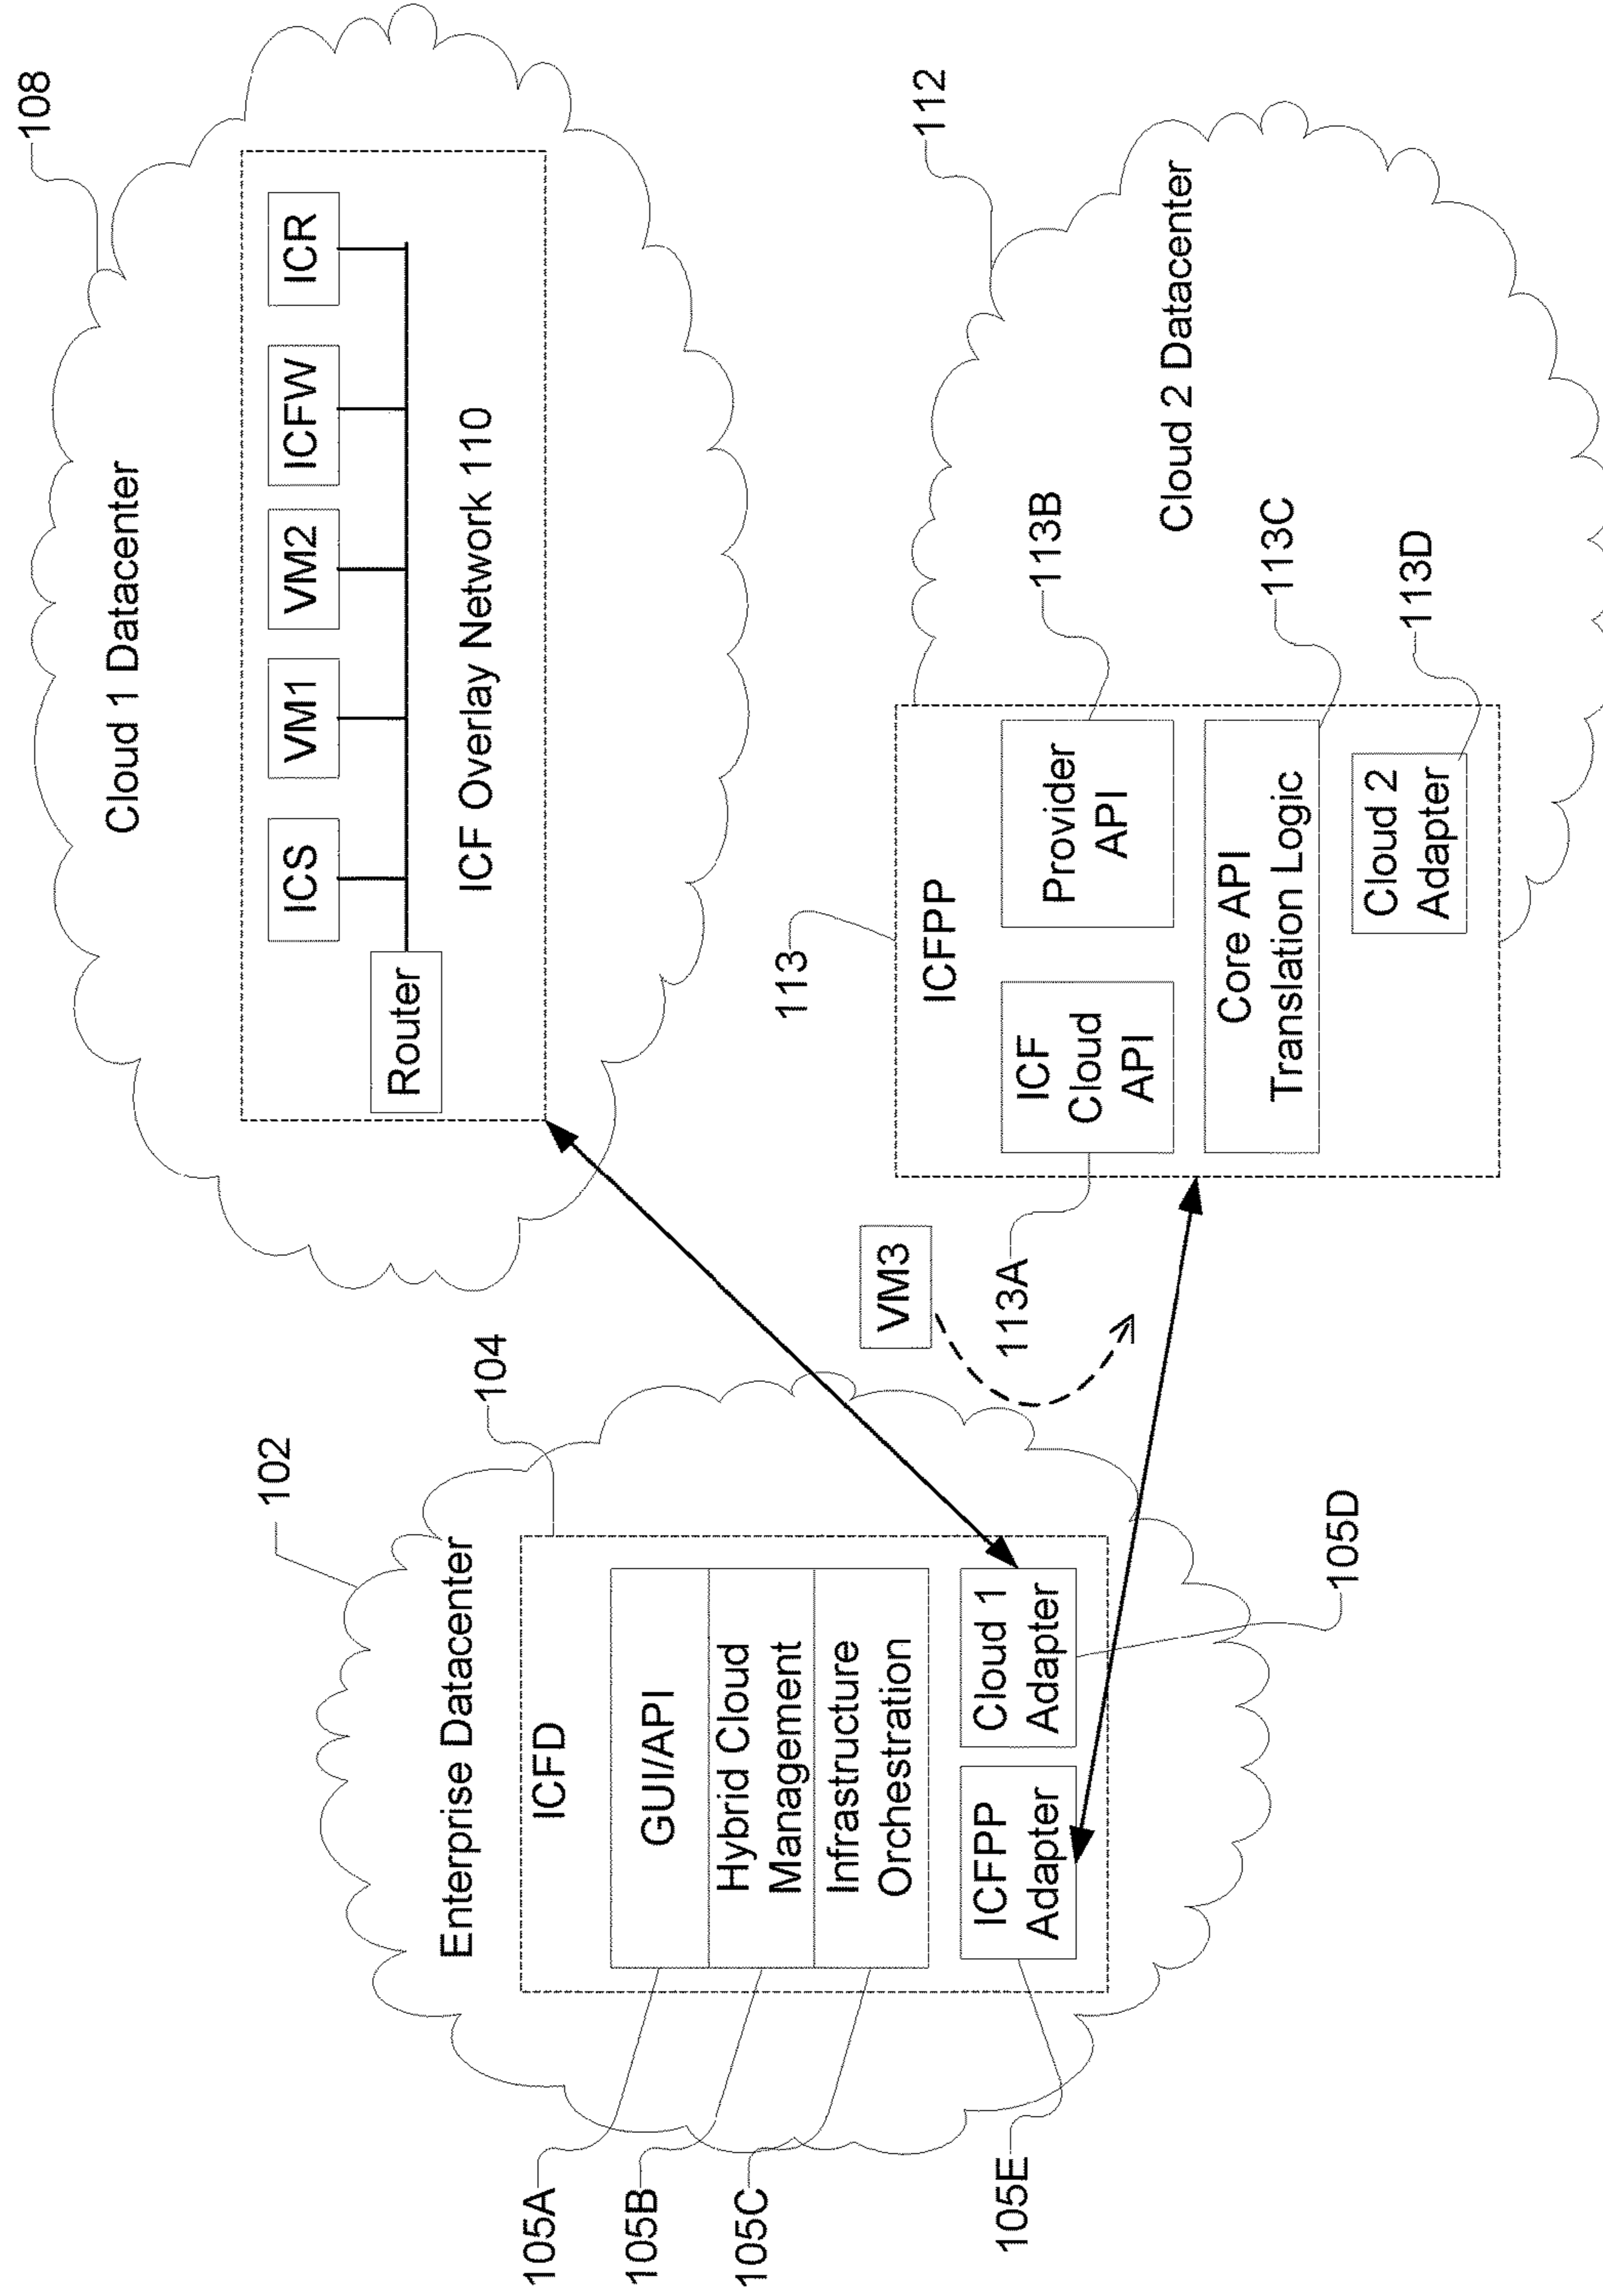 108
Cloud 1 Datacenter
ICS
VM1
VM2
ICFW
ICR
Router
ICF Overlay Network 110
102
Enterprise Datacenter
104
ICFD
105A
GUI/API
105B
Hybrid Cloud
Management
105C
Infrastructure
Orchestration
105E
ICFPP
Adapter
Cloud 1
Adapter
105D
VM3
112
Cloud 2 Datacenter
113
ICFPP
113A
ICF
Cloud
API
Provider
API
113B
Core API
Translation Logic
113C
Cloud 2
Adapter
113D